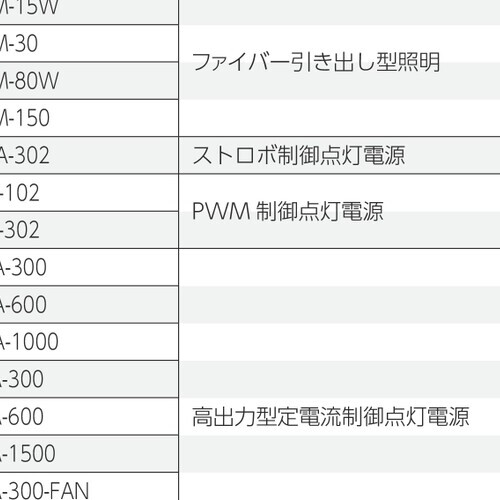 M-15W
M-30
ファイバー引き出し型照明
M-80W
M-150
A-302
ストロボ制御点灯電源
-102
PWM 制御点灯電源
-302
A-300
A-600
A-1000
-300
-600
高出力型定電流制御点灯電源
-1500
-300-FAN